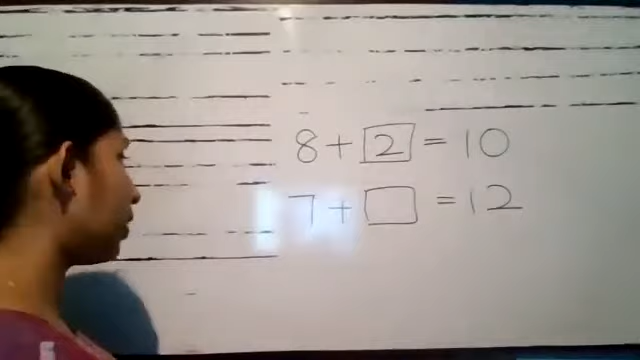 8 + 2 = 10
7 + □ = 12